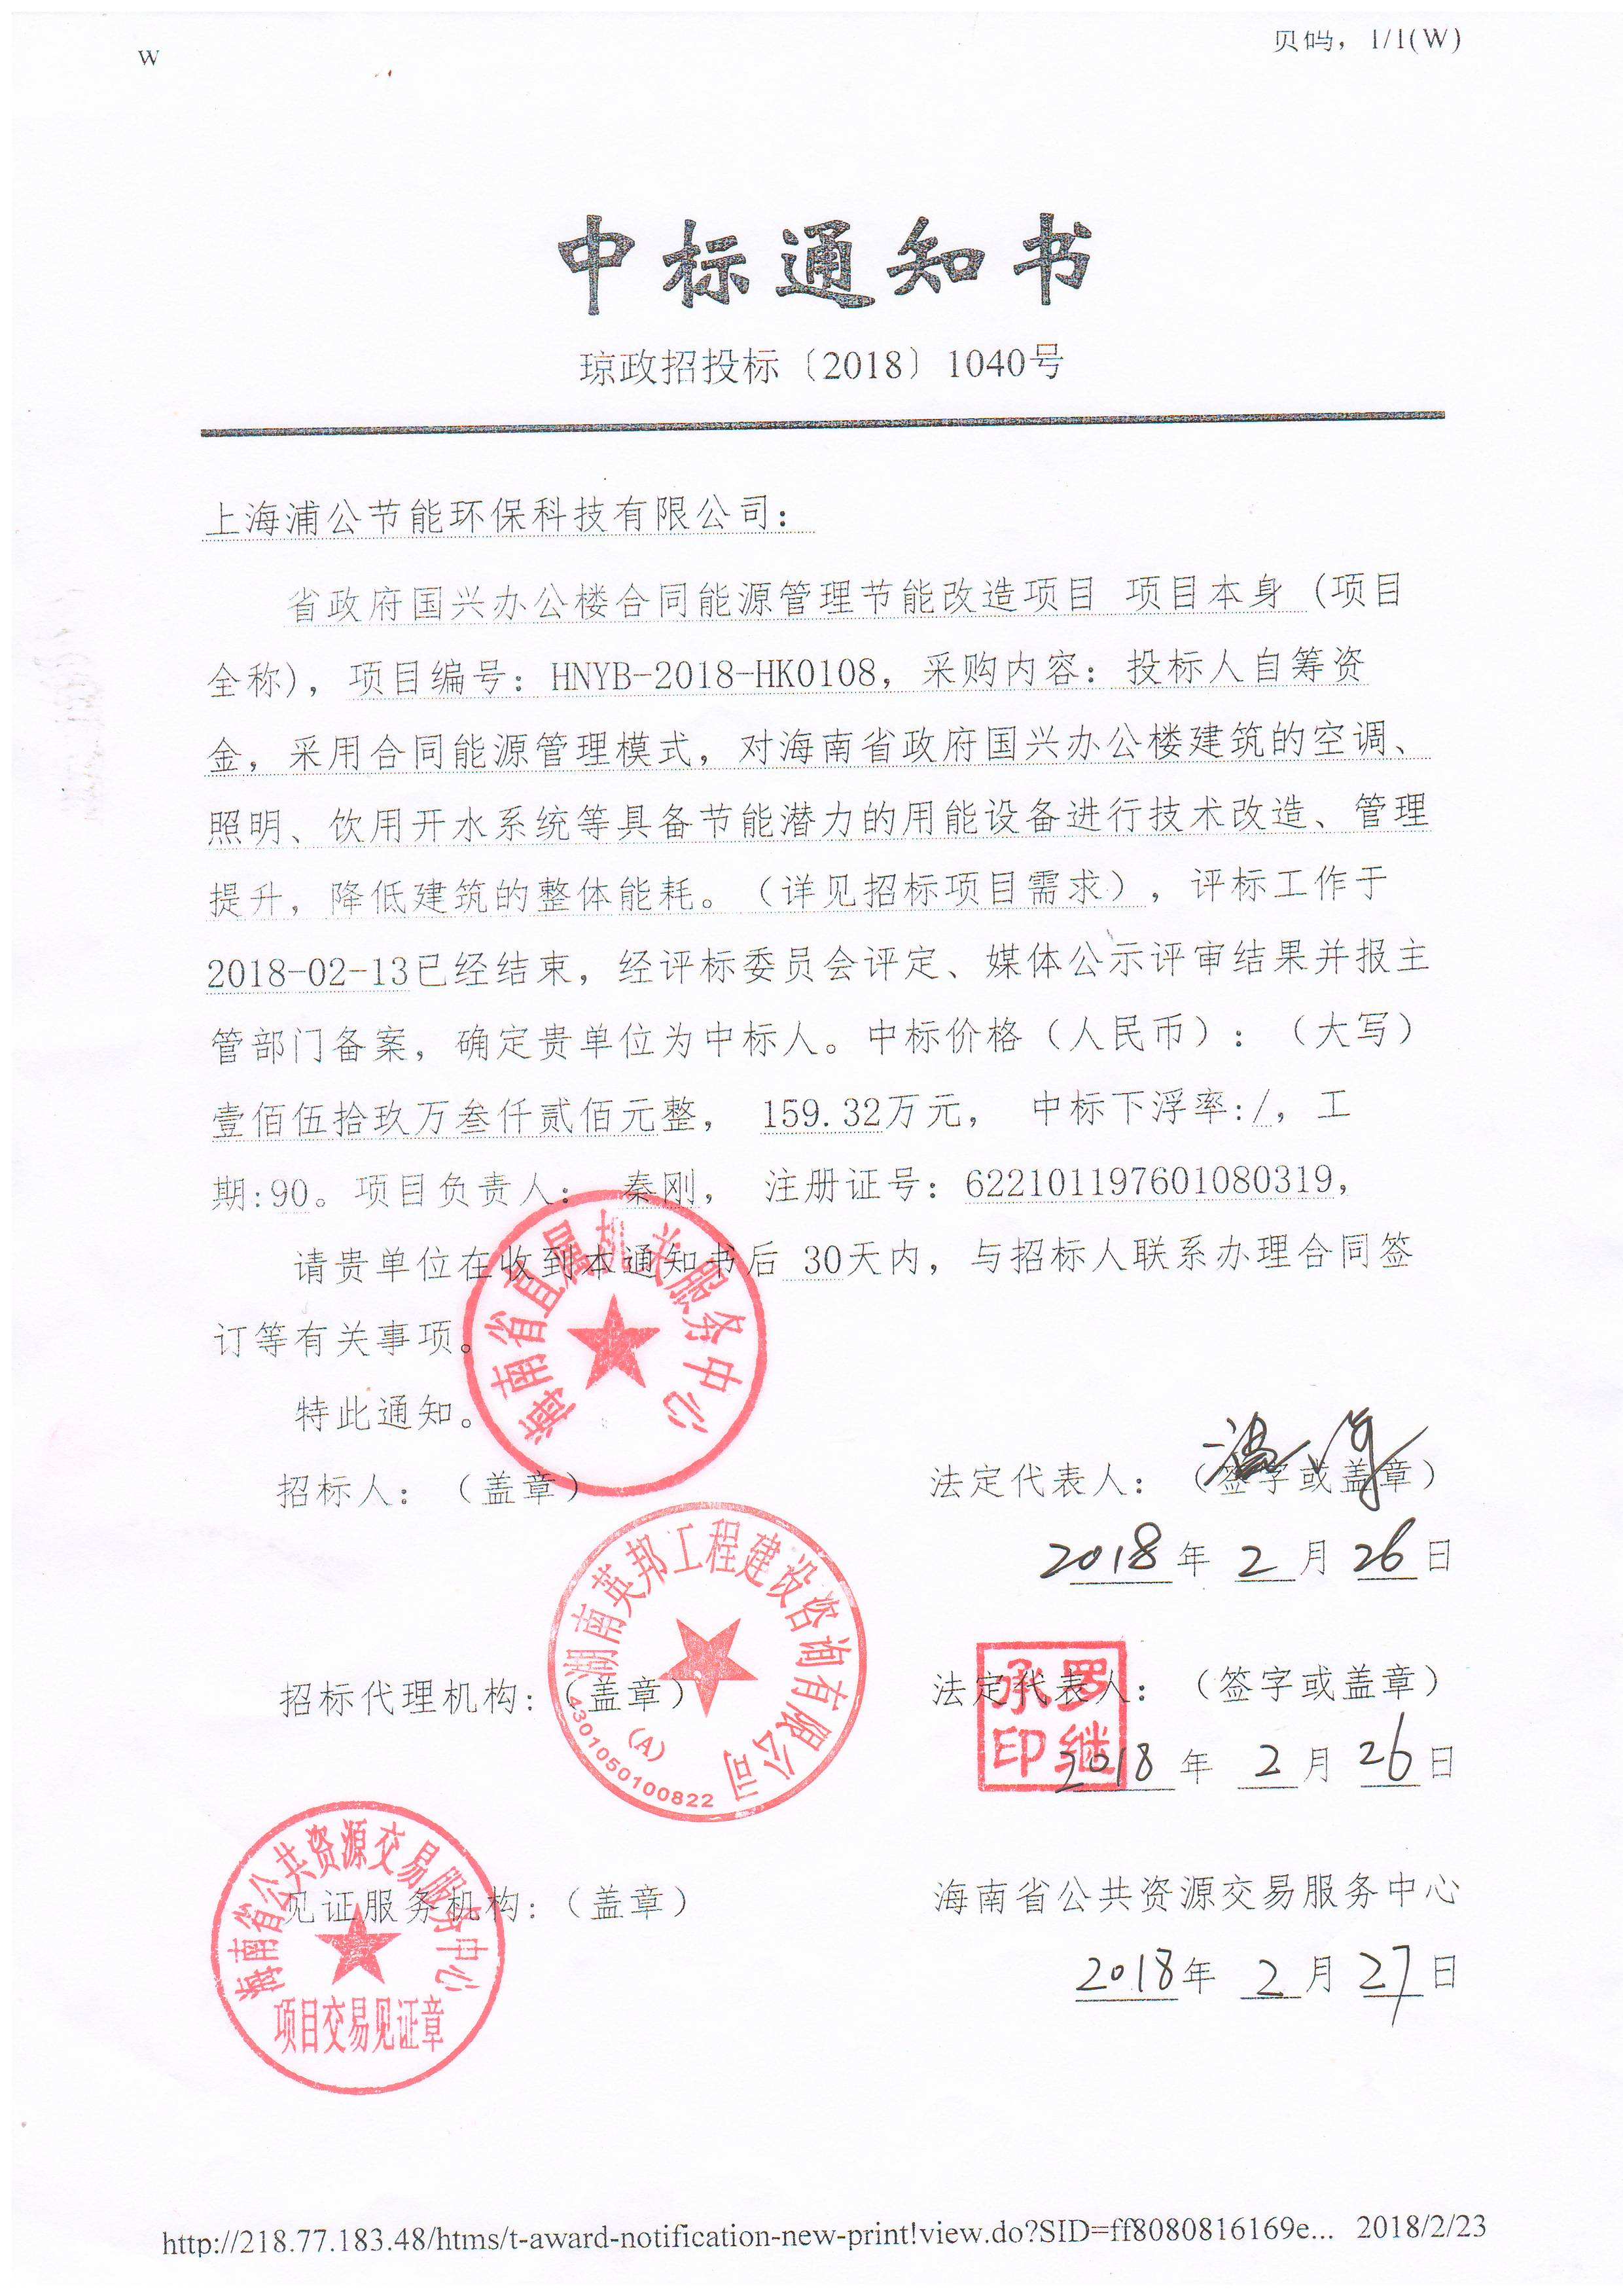 W
页码，1/1(W)
中标通知书
琼政招投标〔2018〕1040号
上海浦公节能环保科技有限公司：
省政府国兴办公楼合同能源管理节能改造项目 项目本身（项目
全称），项目编号：HNYB-2018-HK0108，采购内容：投标人自筹资
金，采用合同能源管理模式，对海南省政府国兴办公楼建筑的空调、
照明、饮用开水系统等具备节能潜力的用能设备进行技术改造、管理
提升，降低建筑的整体能耗。（详见招标项目需求），评标工作于
2018-02-13已经结束，经评标委员会评定、媒体公示评审结果并报主
管部门备案，确定贵单位为中标人。中标价格（人民币）：（大写）
壹佰伍拾玖万叁仟贰佰元整， 159.32万元， 中标下浮率:/，工
期:90。项目负责人： 秦刚， 注册证号：622101197601080319，
请贵单位在收到本通知书后 30天内，与招标人联系办理合同签
订等有关事项。
特此通知。
海南省直属机关服务中心
招标人：（盖章）
法定代表人：（签字或盖章）
2018年 2 月 26日
湖南英邦工程建设咨询有限公司
(A)
4301050100822
招标代理机构：（盖章）
法定代表人：（签字或盖章）
罗继承印
2018年 2 月 26日
海南省公共资源交易服务中心
项目交易见证章
见证服务机构：（盖章）
海南省公共资源交易服务中心
2018年 2 月 27日
http://218.77.183.48/htms/t-award-notification-new-print!view.do?SID=ff8080816169e... 2018/2/23